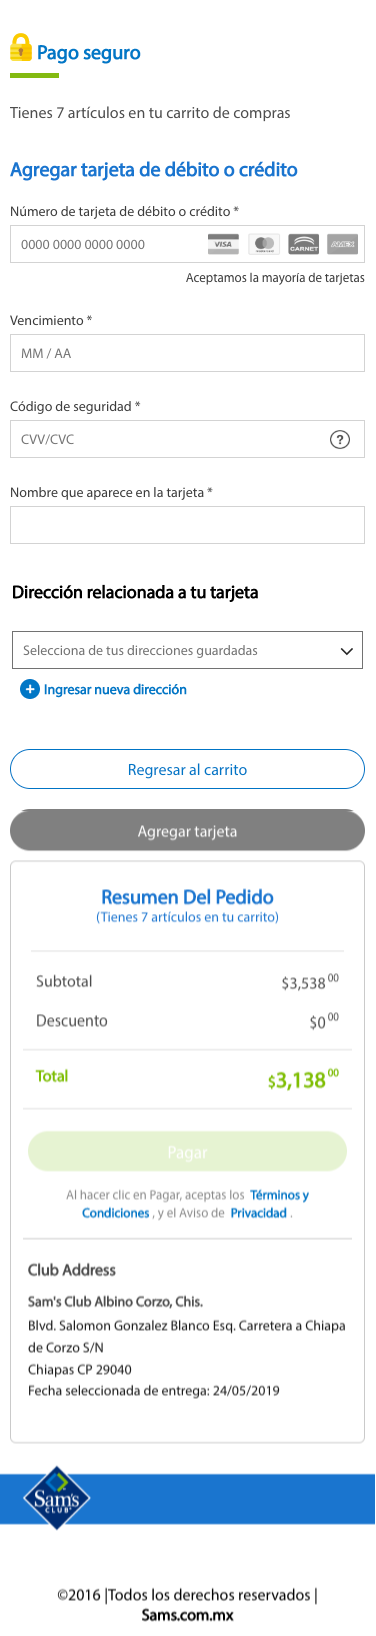 Pago seguro
Tienes 7 artículos en tu carrito de compras
Agregar tarjeta de débito o crédito
Número de tarjeta de débito o crédito *
0000 0000 0000 0000 VISA MasterCard CARNET AMEX
Aceptamos la mayoría de tarjetas
Vencimiento *
MM / AA
Código de seguridad *
CVV/CVC ?
Nombre que aparece en la tarjeta *
Dirección relacionada a tu tarjeta
Selecciona de tus direcciones guardadas
+ Ingresar nueva dirección
Regresar al carrito
Agregar tarjeta
Resumen Del Pedido
(Tienes 7 artículos en tu carrito)
Subtotal $3,538 00
Descuento $0 00
Total $3,138 00
Pagar
Al hacer clic en Pagar, aceptas los Términos y
Condiciones , y el Aviso de Privacidad .
Club Address
Sam's Club Albino Corzo, Chis.
Blvd. Salomon Gonzalez Blanco Esq. Carretera a Chiapa
de Corzo S/N
Chiapas CP 29040
Fecha seleccionada de entrega: 24/05/2019
Sam's
CLUB
©2016 |Todos los derechos reservados |
Sams.com.mx